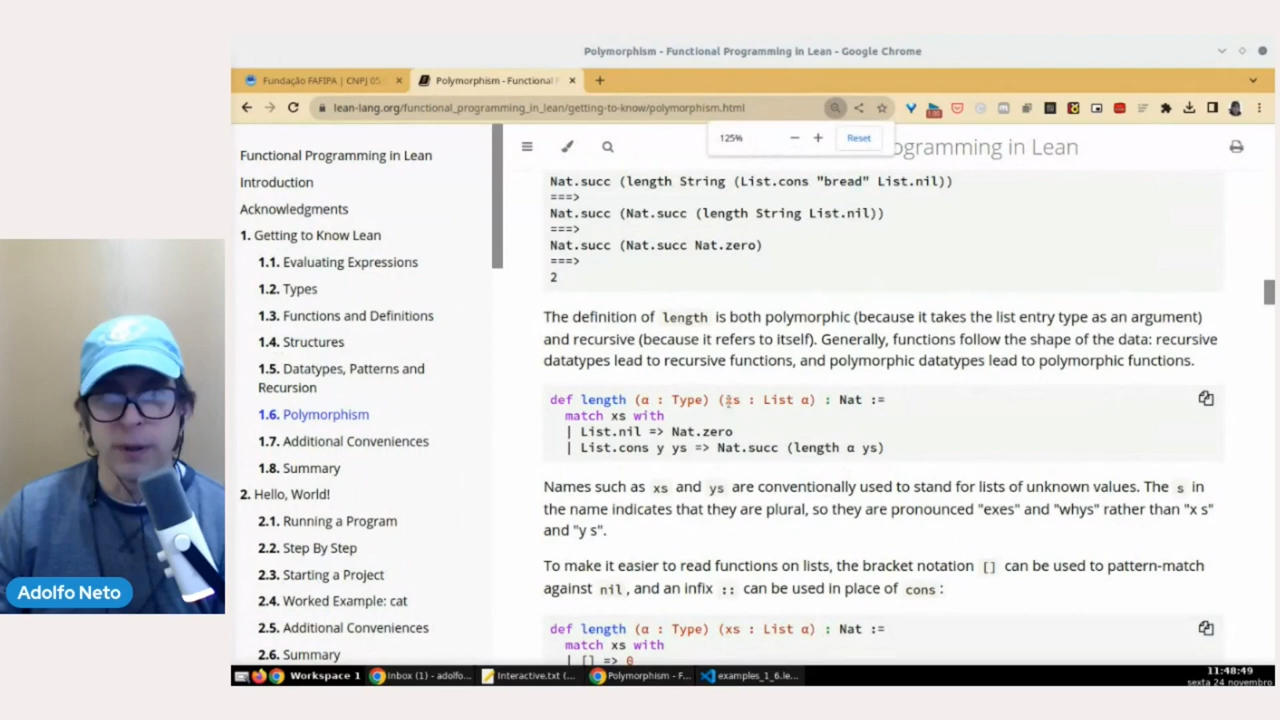 Polymorphism - Functional Programming in Lean - Google Chrome
Fundação FAFIPA | CNPJ 05
Polymorphism - Functional P
lean-lang.org/functional_programming_in_lean/getting-to-know/polymorphism.html
125%
Reset
ogramming in Lean
Functional Programming in Lean
Introduction
Acknowledgments
1. Getting to Know Lean
1.1. Evaluating Expressions
1.2. Types
1.3. Functions and Definitions
1.4. Structures
1.5. Datatypes, Patterns and
Recursion
1.6. Polymorphism
1.7. Additional Conveniences
1.8. Summary
2. Hello, World!
2.1. Running a Program
2.2. Step By Step
2.3. Starting a Project
2.4. Worked Example: cat
2.5. Additional Conveniences
2.6. Summary
Nat.succ (length String (List.cons "bread" List.nil))
===>
Nat.succ (Nat.succ (length String List.nil))
===>
Nat.succ (Nat.succ Nat.zero)
===>
2
The definition of length is both polymorphic (because it takes the list entry type as an argument)
and recursive (because it refers to itself). Generally, functions follow the shape of the data: recursive
datatypes lead to recursive functions, and polymorphic datatypes lead to polymorphic functions.
def length (α : Type) (xs : List α) : Nat :=
match xs with
| List.nil => Nat.zero
| List.cons y ys => Nat.succ (length α ys)
Names such as xs and ys are conventionally used to stand for lists of unknown values. The s in
the name indicates that they are plural, so they are pronounced "exes" and "whys" rather than "x s"
and "y s".
To make it easier to read functions on lists, the bracket notation [] can be used to pattern-match
against nil, and an infix :: can be used in place of cons:
def length (α : Type) (xs : List α) : Nat :=
match xs with
| [] => 0
Adolfo Neto
Workspace 1
Inbox (1) - adolfo...
Interactive.txt (...
Polymorphism - F...
examples_1_6.le...
11:48:49
sexta 24 novembro